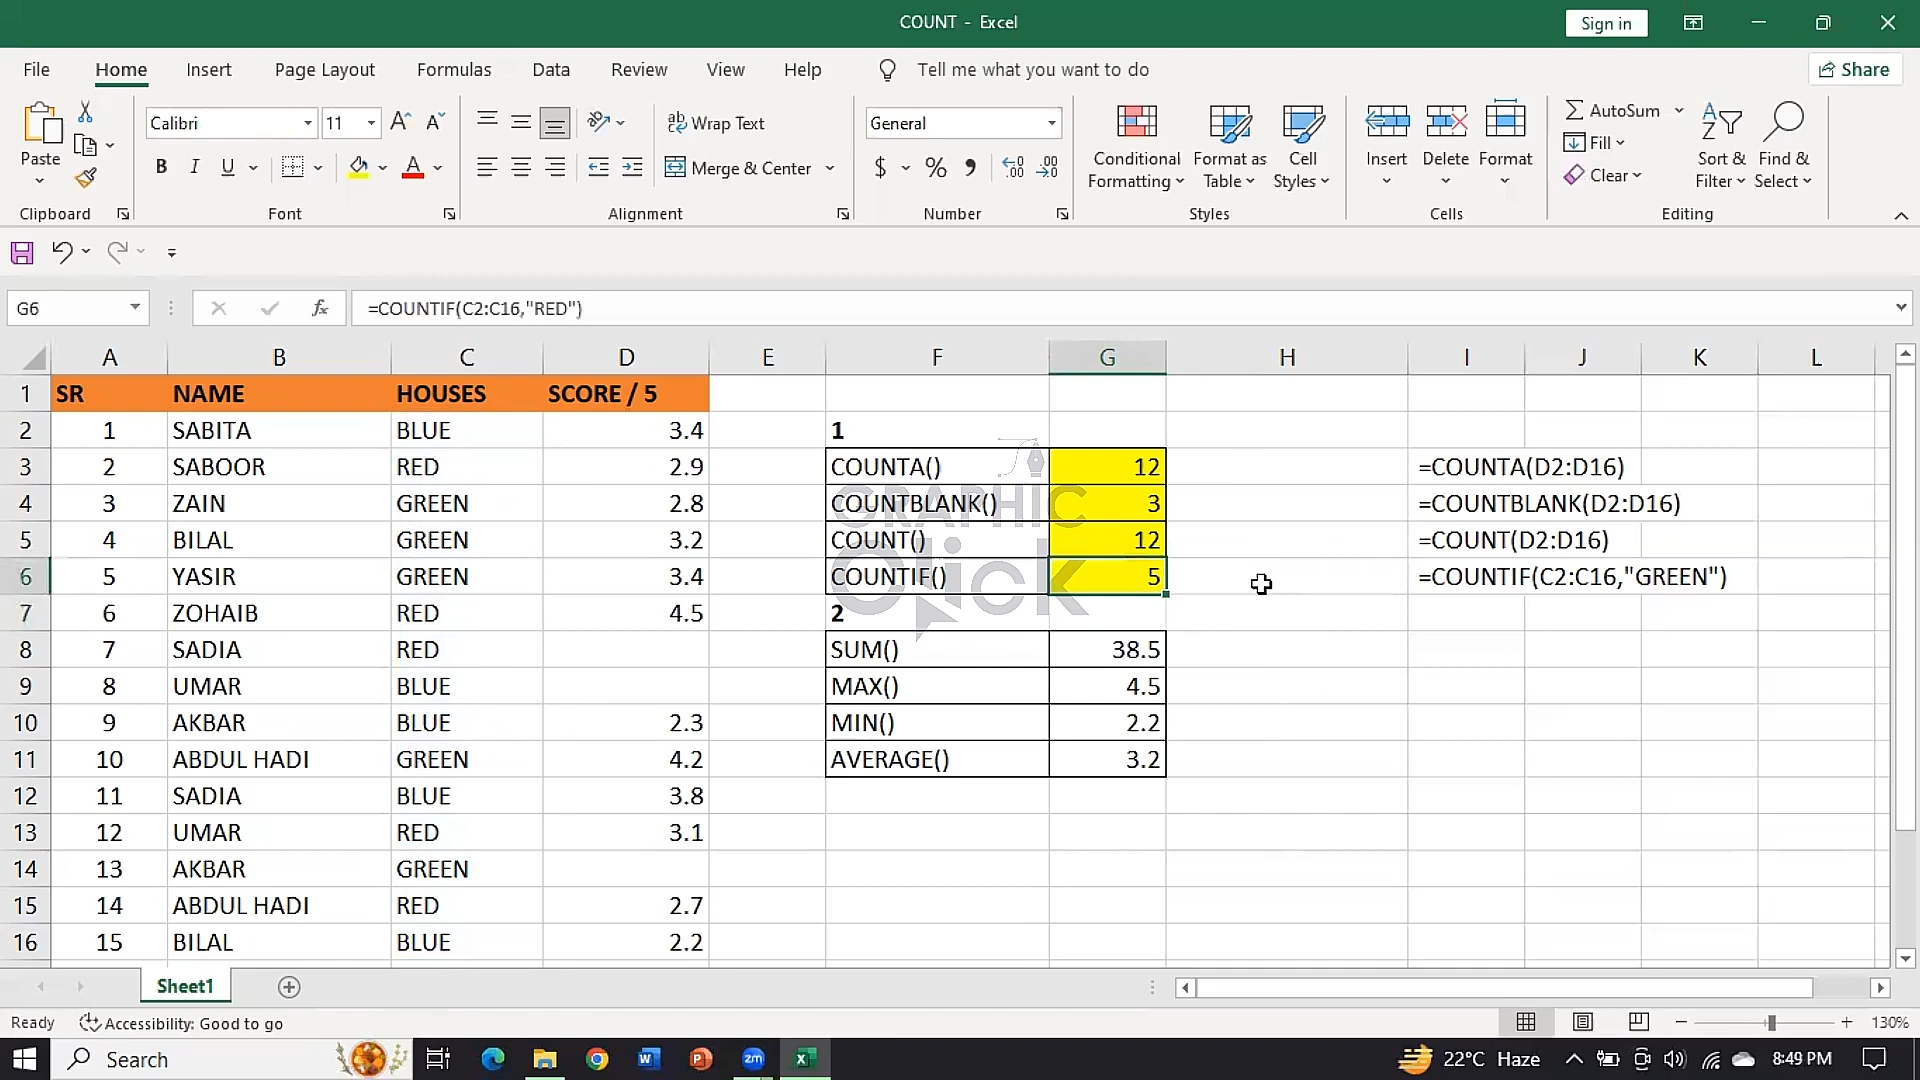 COUNT - Excel
Sign in
File Home Insert Page Layout Formulas Data Review View Help Tell me what you want to do Share
Paste
Calibri 11
Wrap Text
Merge & Center
General
Conditional Formatting
Format as Table
Cell Styles
Insert
Delete
Format
AutoSum
Fill
Clear
Sort & Filter
Find & Select
Clipboard Font Alignment Number Styles Cells Editing
G6 fx =COUNTIF(C2:C16,"RED")
A B C D E F G H I J K L
1 SR NAME HOUSES SCORE / 5
2 1 SABITA BLUE 3.4 1
3 2 SABOOR RED 2.9 COUNTA() 12 =COUNTA(D2:D16)
4 3 ZAIN GREEN 2.8 COUNTBLANK() 3 =COUNTBLANK(D2:D16)
5 4 BILAL GREEN 3.2 COUNT() 12 =COUNT(D2:D16)
6 5 YASIR GREEN 3.4 COUNTIF() 5 =COUNTIF(C2:C16,"GREEN")
7 6 ZOHAIB RED 4.5 2
8 7 SADIA RED SUM() 38.5
9 8 UMAR BLUE MAX() 4.5
10 9 AKBAR BLUE 2.3 MIN() 2.2
11 10 ABDUL HADI GREEN 4.2 AVERAGE() 3.2
12 11 SADIA BLUE 3.8
13 12 UMAR RED 3.1
14 13 AKBAR GREEN
15 14 ABDUL HADI RED 2.7
16 15 BILAL BLUE 2.2
GRAPHIC
Click
Sheet1
Ready Accessibility: Good to go 130%
Search 22°C Haze 8:49 PM